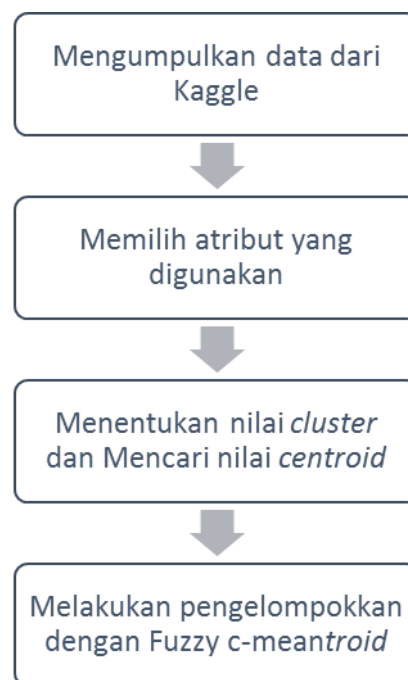 Mengumpulkan data dari
Kaggle
Memilih atribut yang
digunakan
Menentukan nilai cluster
dan Mencari nilai centroid
Melakukan pengelompokkan
dengan Fuzzy c-meantroid